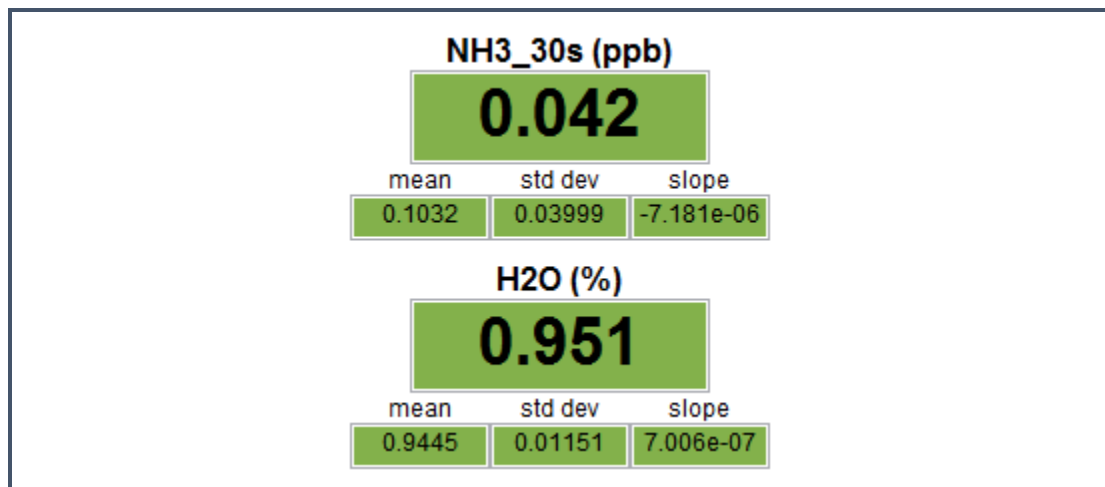 NH3_30s (ppb)
0.042
mean std dev slope
0.1032 0.03999 -7.181e-06
H2O (%)
0.951
mean std dev slope
0.9445 0.01151 7.006e-07